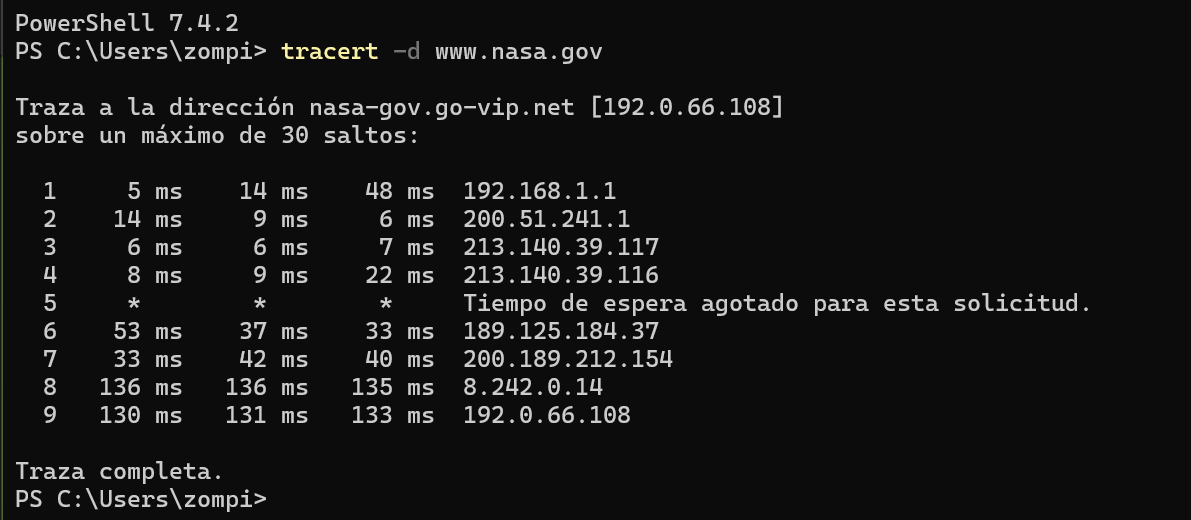 PowerShell 7.4.2
PS C:\Users\zompi> tracert -d www.nasa.gov
Traza a la dirección nasa-gov.go-vip.net [192.0.66.108]
sobre un máximo de 30 saltos:
1 5 ms 14 ms 48 ms 192.168.1.1
2 14 ms 9 ms 6 ms 200.51.241.1
3 6 ms 6 ms 7 ms 213.140.39.117
4 8 ms 9 ms 22 ms 213.140.39.116
5 * * * Tiempo de espera agotado para esta solicitud.
6 53 ms 37 ms 33 ms 189.125.184.37
7 33 ms 42 ms 40 ms 200.189.212.154
8 136 ms 136 ms 135 ms 8.242.0.14
9 130 ms 131 ms 133 ms 192.0.66.108
Traza completa.
PS C:\Users\zompi>